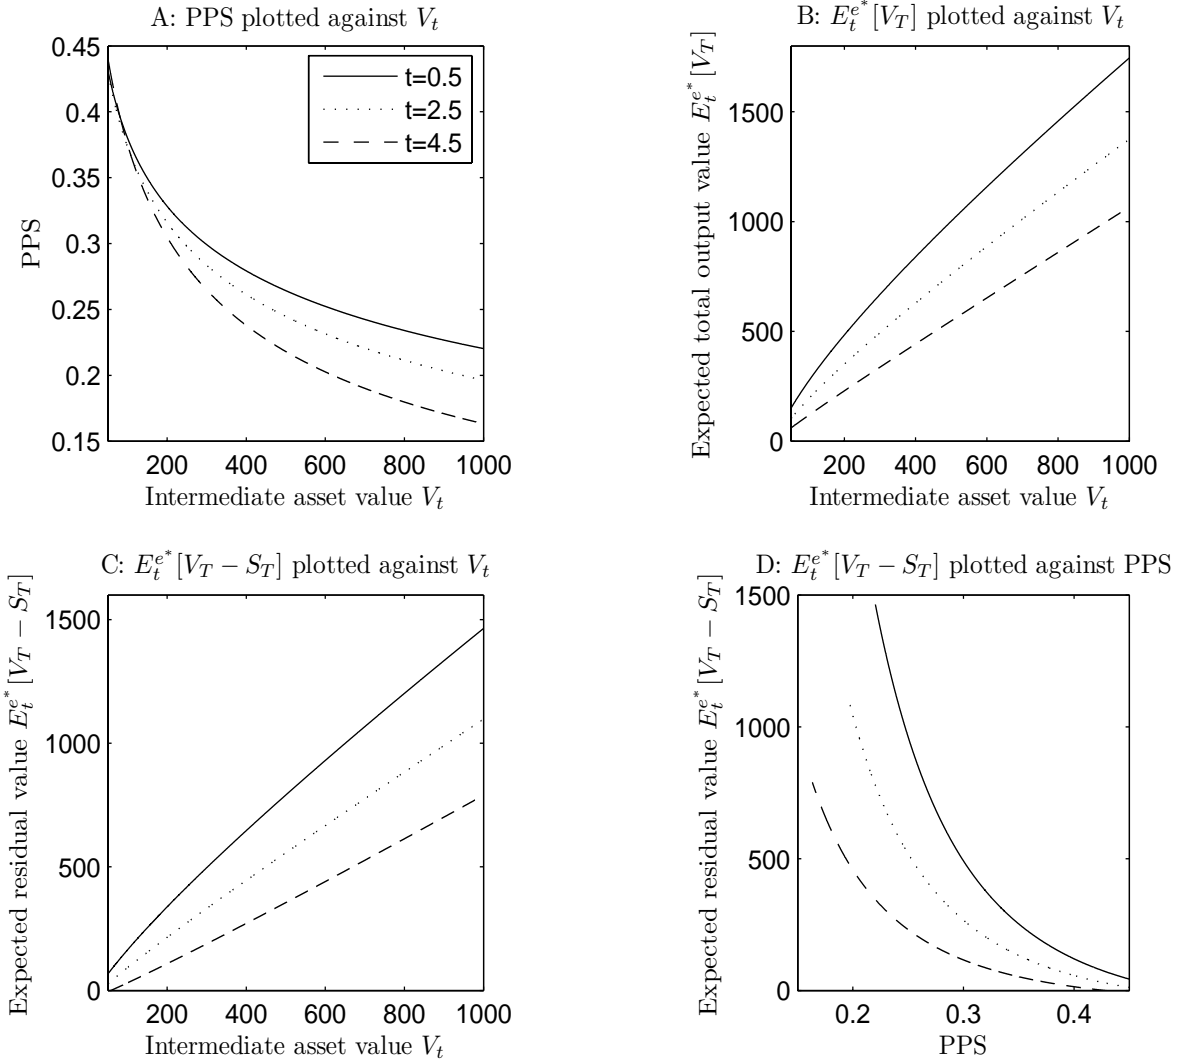 A: PPS plotted against $V_t$
0.45
0.4
0.35
0.3
0.25
0.2
0.15
PPS
t=0.5
t=2.5
t=4.5
200 400 600 800 1000
Intermediate asset value $V_t$
B: $E_t^{e^*}[V_T]$ plotted against $V_t$
Expected total output value $E_t^{e^*}[V_T]$
1500
1000
500
0
200 400 600 800 1000
Intermediate asset value $V_t$
C: $E_t^{e^*}[V_T - S_T]$ plotted against $V_t$
Expected residual value $E_t^{e^*}[V_T - S_T]$
1500
1000
500
0
200 400 600 800 1000
Intermediate asset value $V_t$
D: $E_t^{e^*}[V_T - S_T]$ plotted against PPS
Expected residual value $E_t^{e^*}[V_T - S_T]$
1500
1000
500
0
0.2 0.3 0.4
PPS